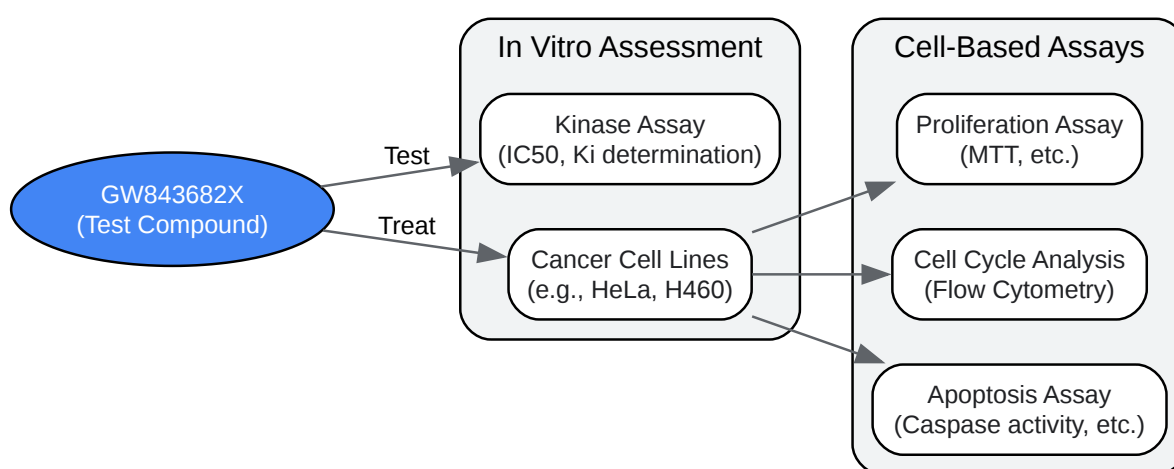 GW843682X
(Test Compound)
Test
Treat
In Vitro Assessment
Kinase Assay
(IC50, Ki determination)
Cancer Cell Lines
(e.g., HeLa, H460)
Cell-Based Assays
Proliferation Assay
(MTT, etc.)
Cell Cycle Analysis
(Flow Cytometry)
Apoptosis Assay
(Caspase activity, etc.)